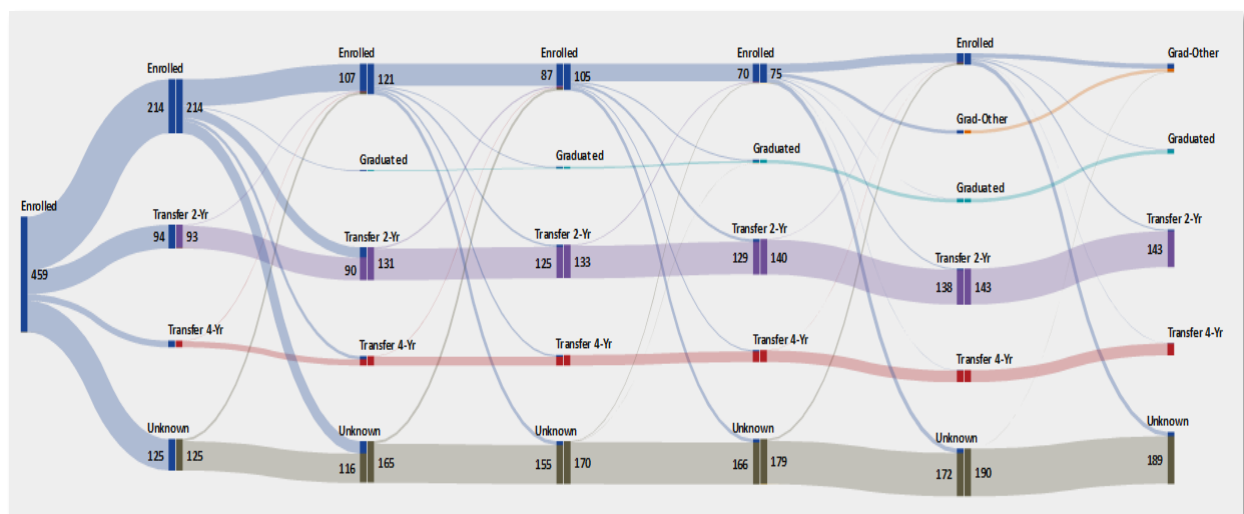 Enrolled
459
Enrolled
214 214
Transfer 2-Yr
94 93
Transfer 4-Yr
Unknown
125 125
Enrolled
107 121
Graduated
Transfer 2-Yr
90 131
Transfer 4-Yr
Unknown
116 165
Enrolled
87 105
Graduated
Transfer 2-Yr
125 133
Transfer 4-Yr
Unknown
155 170
Enrolled
70 75
Graduated
Transfer 2-Yr
129 140
Transfer 4-Yr
Unknown
166 179
Enrolled
Grad-Other
Graduated
Transfer 2-Yr
138 143
Transfer 4-Yr
Unknown
172 190
Grad-Other
Graduated
Transfer 2-Yr
143
Transfer 4-Yr
Unknown
189